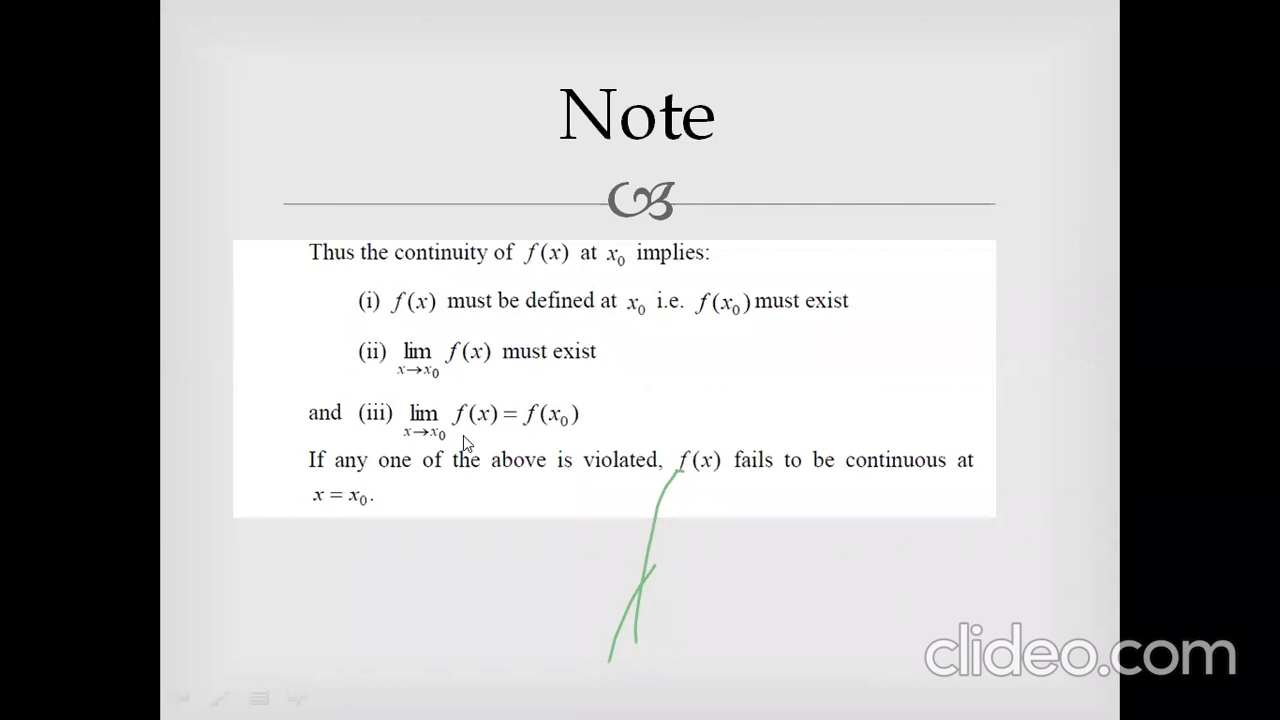 Note
Thus the continuity of f(x) at x₀ implies:
(i) f(x) must be defined at x₀ i.e. f(x₀) must exist
(ii) lim x→x₀ f(x) must exist
and (iii) lim x→x₀ f(x) = f(x₀)
If any one of the above is violated, f(x) fails to be continuous at
x = x₀.
clideo.com